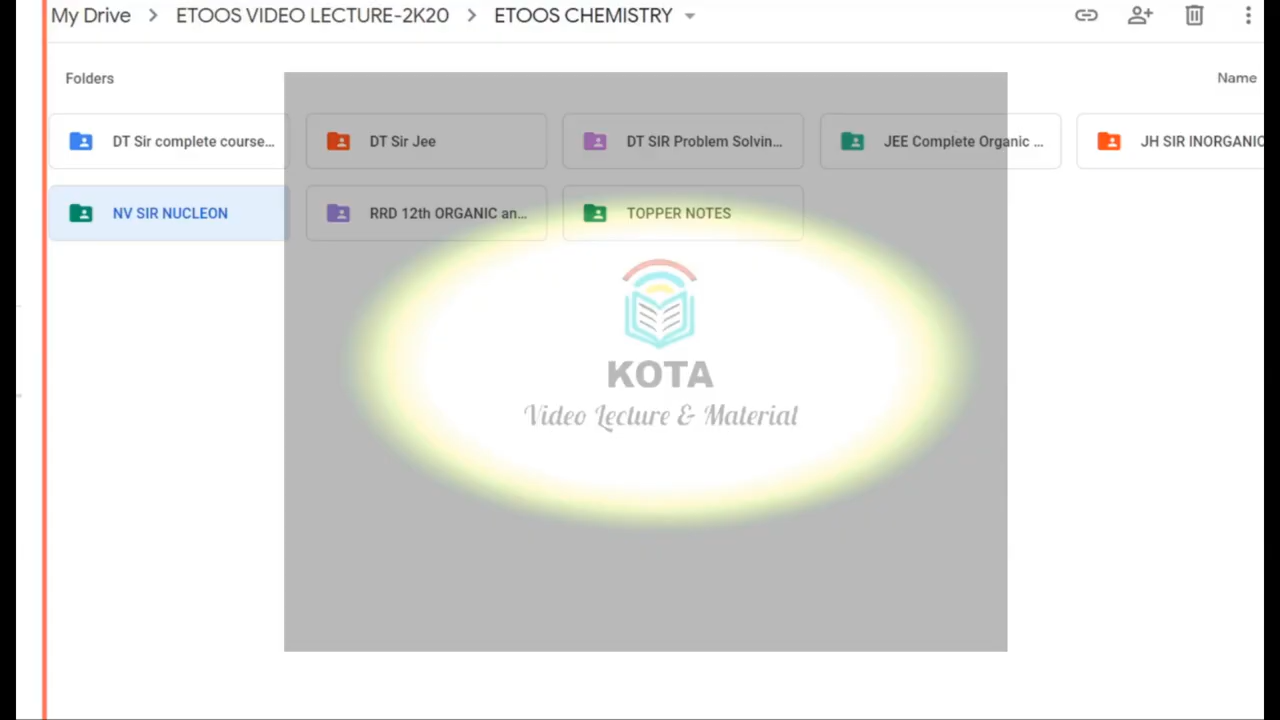 My Drive > ETOOS VIDEO LECTURE-2K20 > ETOOS CHEMISTRY
Folders
Name
DT Sir complete course...
DT Sir Jee
DT SIR Problem Solvin...
JEE Complete Organic ...
JH SIR INORGANIC
NV SIR NUCLEON
RRD 12th ORGANIC an...
TOPPER NOTES
KOTA
Video Lecture & Material